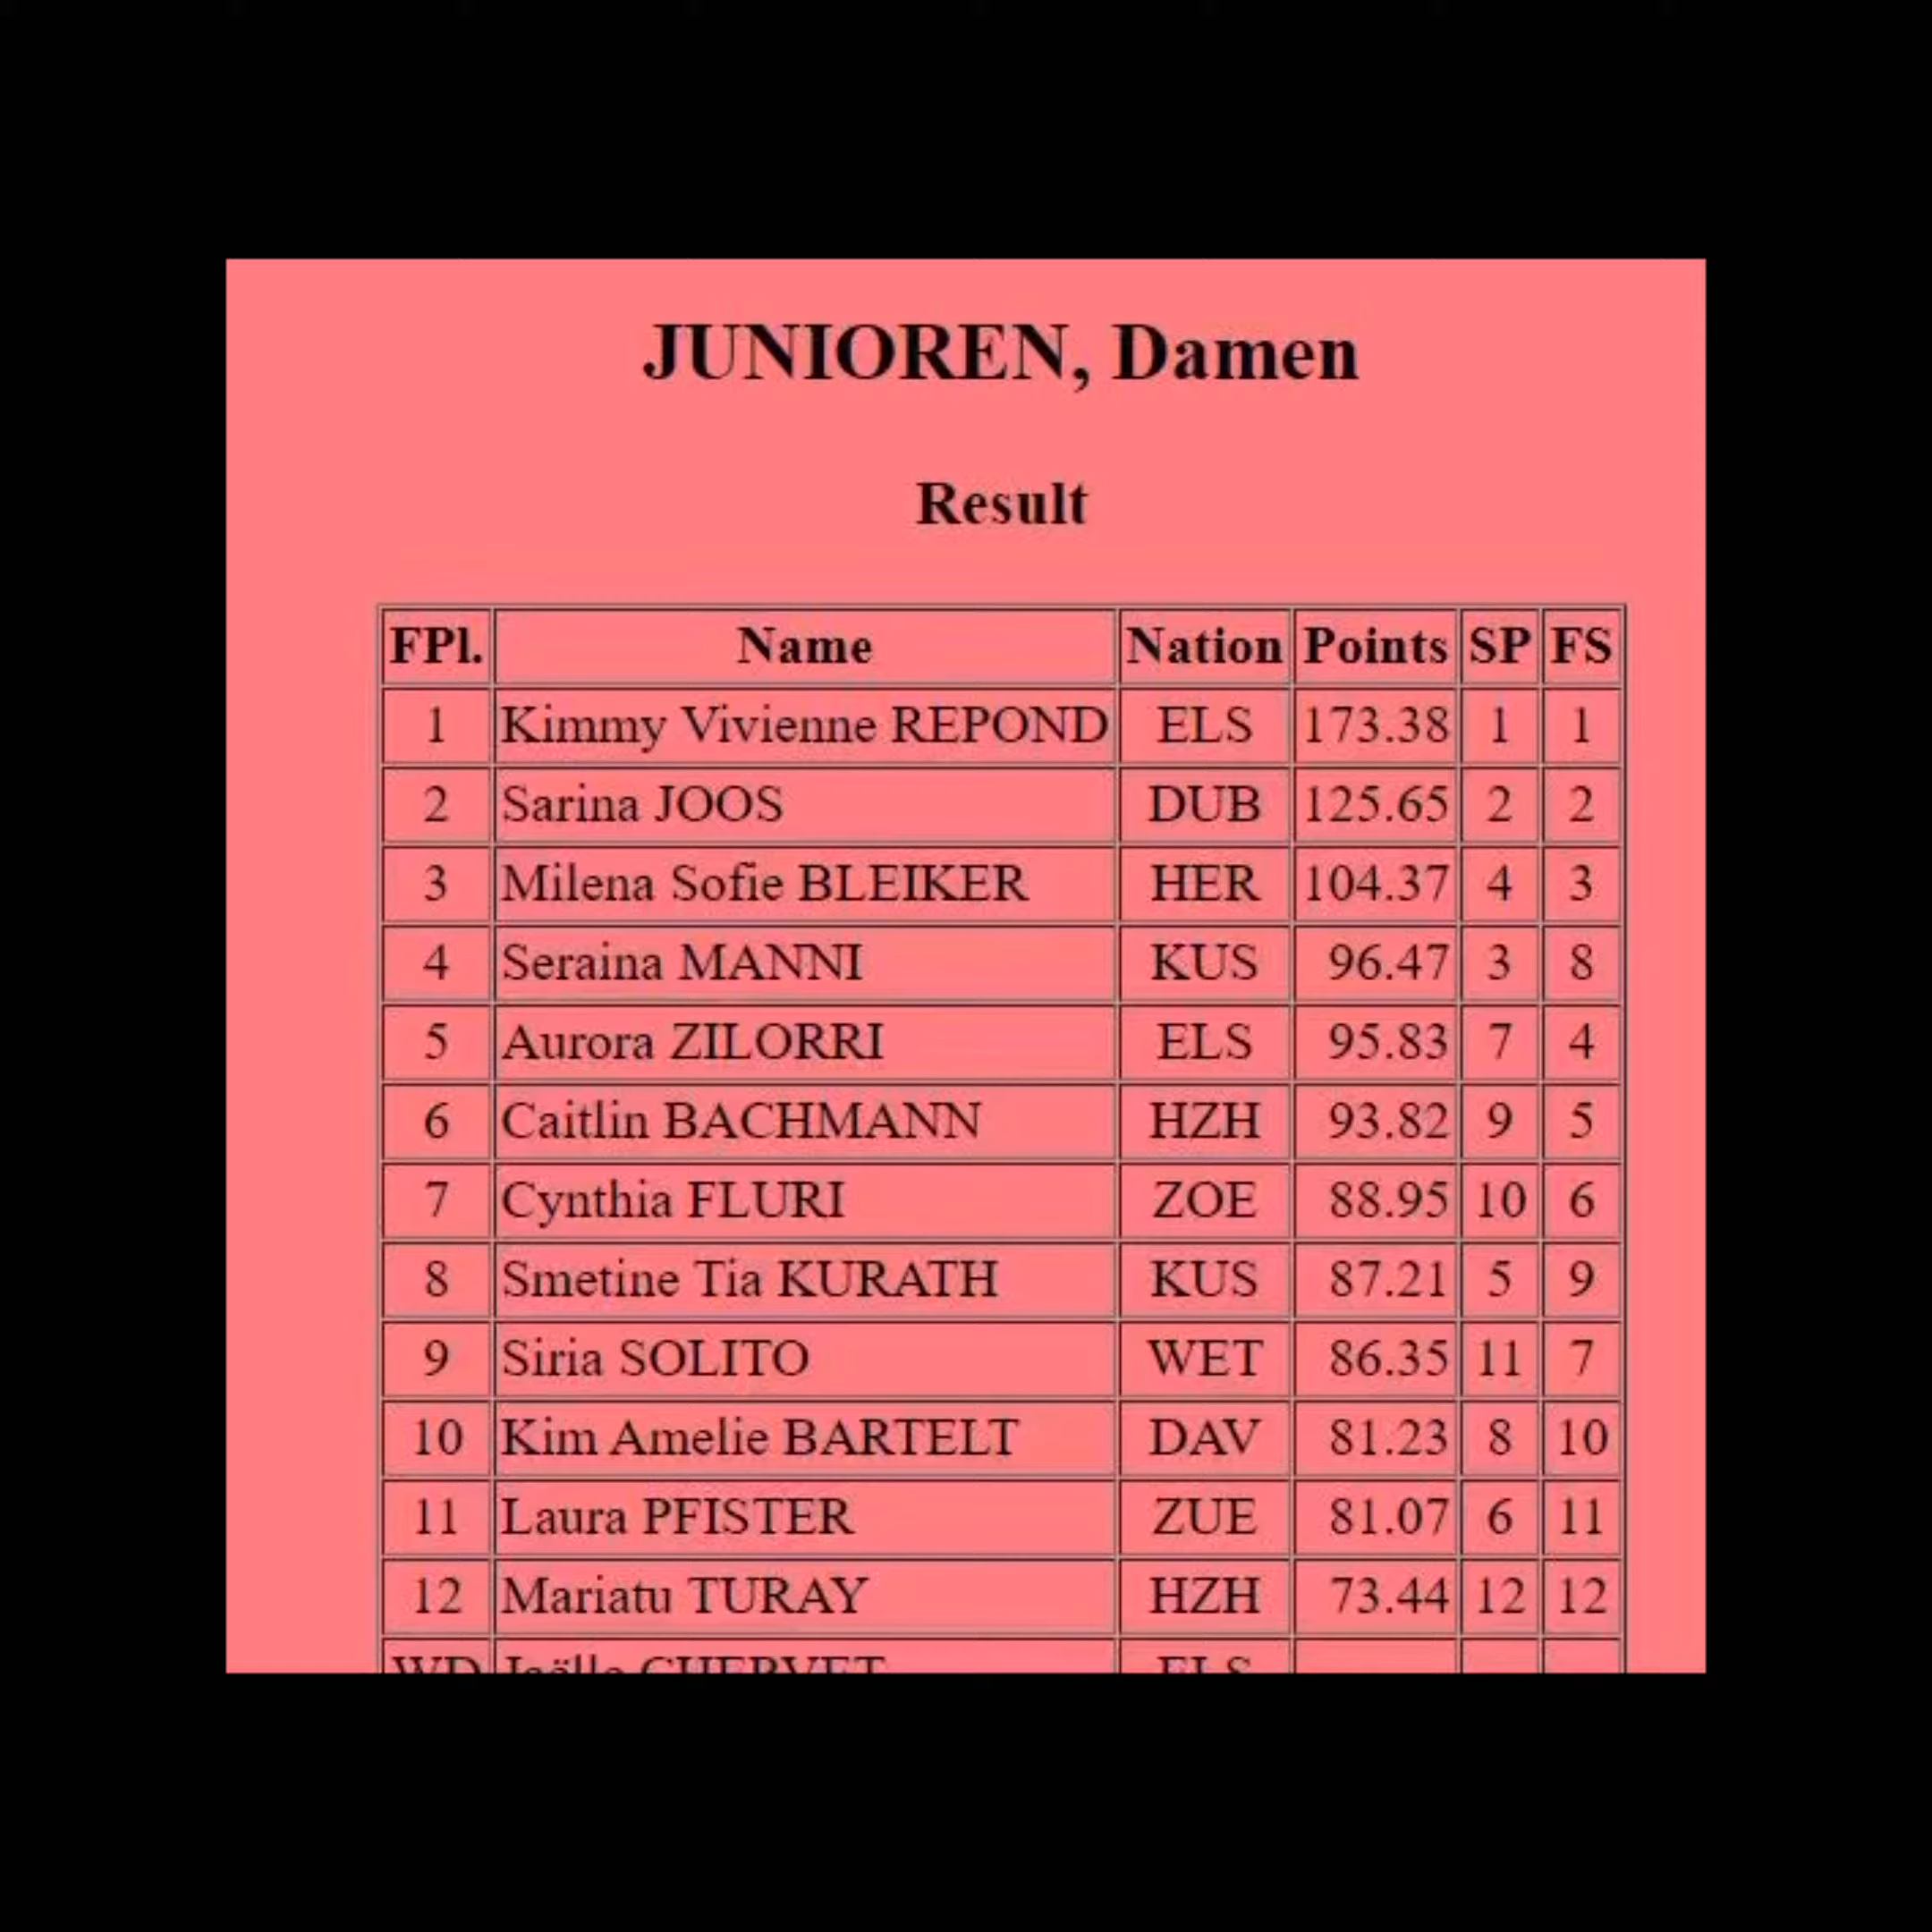 JUNIOREN, Damen
Result
FPl. Name Nation Points SP FS
1 Kimmy Vivienne REPOND ELS 173.38 1 1
2 Sarina JOOS DUB 125.65 2 2
3 Milena Sofie BLEIKER HER 104.37 4 3
4 Seraina MANNI KUS 96.47 3 8
5 Aurora ZILORRI ELS 95.83 7 4
6 Caitlin BACHMANN HZH 93.82 9 5
7 Cynthia FLURI ZOE 88.95 10 6
8 Smetine Tia KURATH KUS 87.21 5 9
9 Siria SOLITO WET 86.35 11 7
10 Kim Amelie BARTELT DAV 81.23 8 10
11 Laura PFISTER ZUE 81.07 6 11
12 Mariatu TURAY HZH 73.44 12 12
WD Joëlle CHERVET ELS